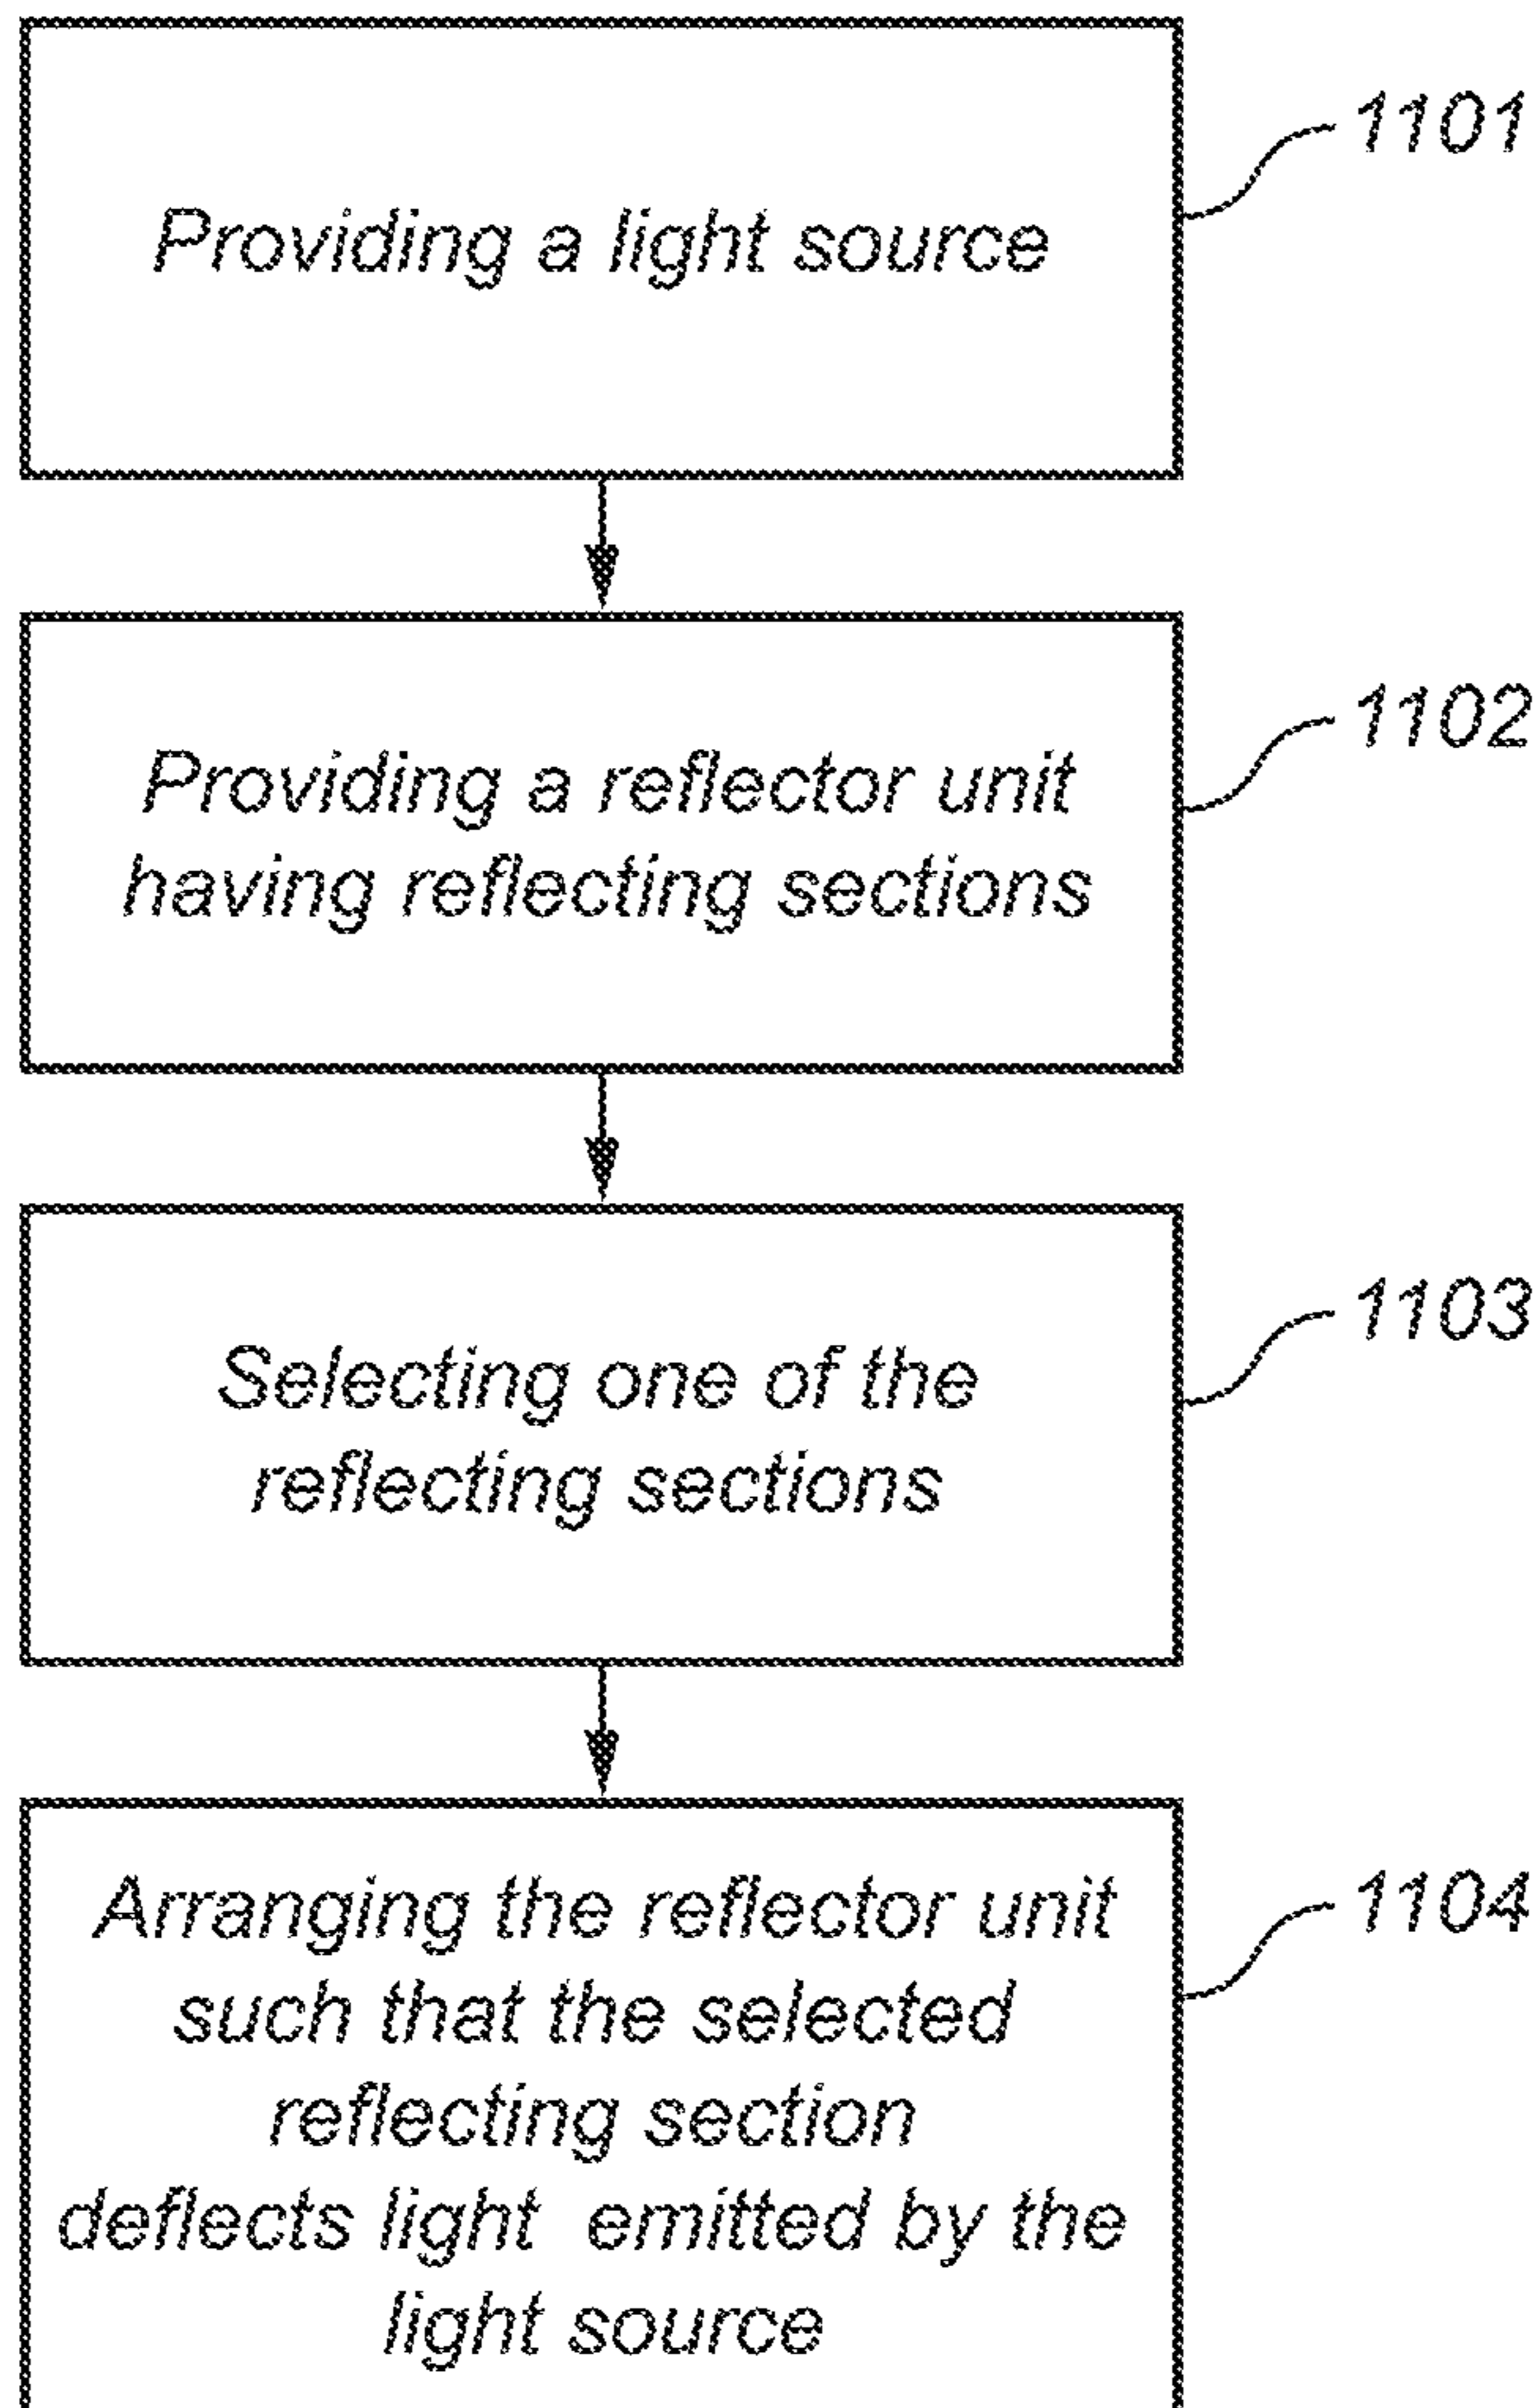 Providing a light source
1101
Providing a reflector unit
having reflecting sections
1102
Selecting one of the
reflecting sections
1103
Arranging the reflector unit
such that the selected
reflecting section
deflects light emitted by the
light source
1104